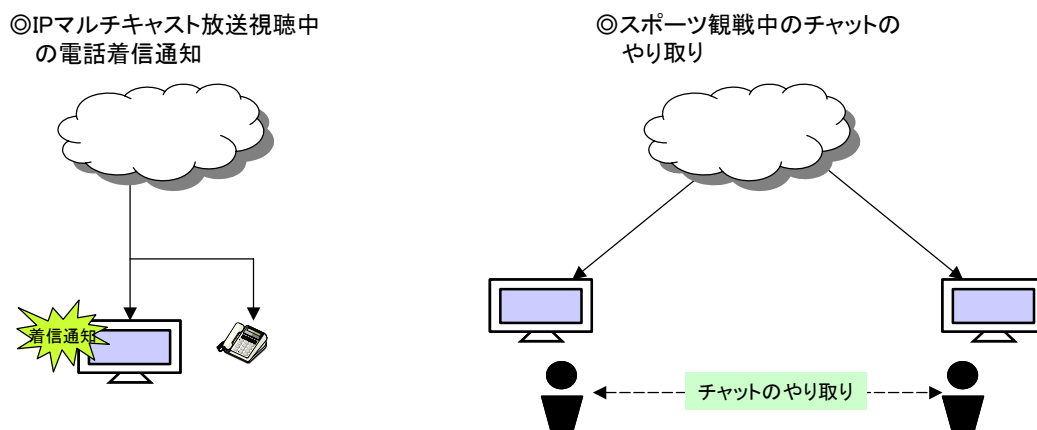 ◎IPマルチキャスト放送視聴中
の電話着信通知
◎スポーツ観戦中のチャットの
やり取り
着信通知
チャットのやり取り